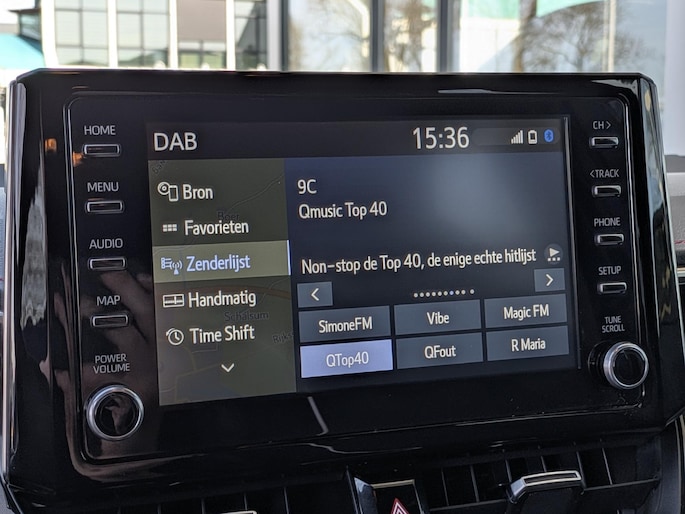 HOME
MENU
AUDIO
MAP
POWER
VOLUME
DAB
15:36
Bron
Favorieten
Zenderlijst
Handmatig
Time Shift
9C
Qmusic Top 40
Non-stop de Top 40, de enige echte hitlijst
SimoneFM
Vibe
Magic FM
QTop40
QFout
R Maria
CH >
< TRACK
PHONE
SETUP
TUNE
SCROLL